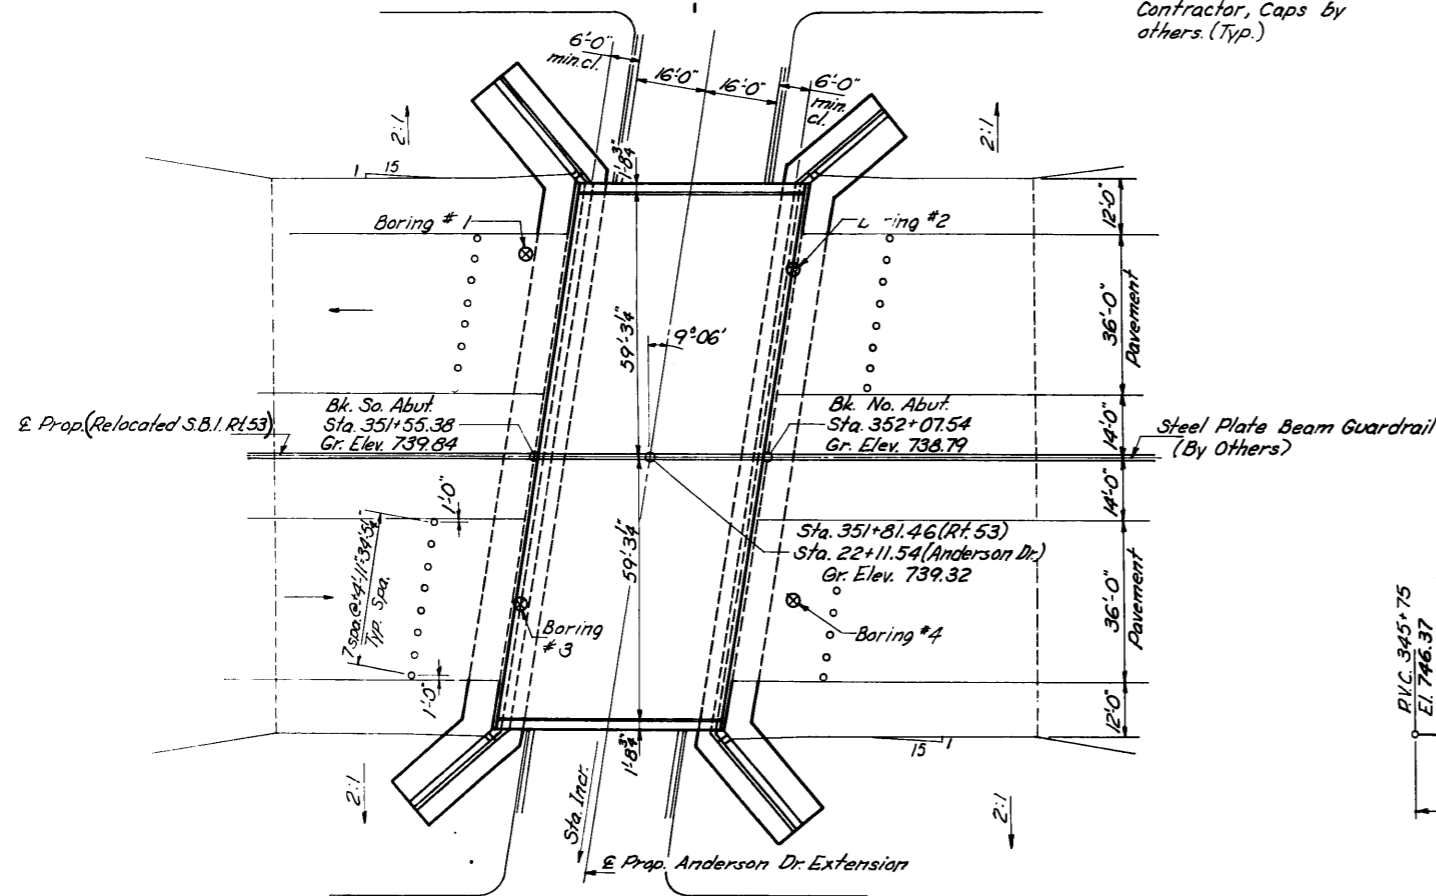 Contractor, Caps by
others. (Typ.)
6'-0"
min.cl.
16'-0"
16'-0"
6'-0"
min.
cl.
2:1
2:1
1
15
1'-8¾"
12'-0"
Boring #1
#2
36'-0"
Pavement
59'-3¼"
9°-06'
Bk. So. Abut.
Sta. 351+55.38
Gr. Elev. 739.84
Bk. No. Abut.
Sta. 352+07.54
Gr. Elev. 738.79
14'-0"
℄ Prop.(Relocated S.B.I. Rt.53)
Steel Plate Beam Guardrail
(By Others)
14'-0"
1'-0"
Sta. 351+81.46 (Rt. 53)
Sta. 22+11.54 (Anderson Dr.)
Gr. Elev. 739.32
59'-3¼"
Typ. Spa.
36'-0"
Pavement
Boring
#3
Boring #4
1'-0"
12'-0"
P.V.C. 345+75
El. 746.37
1'-8¾"
15
1
2:1
2:1
Sta. Incr.
℄ Prop. Anderson Dr. Extension